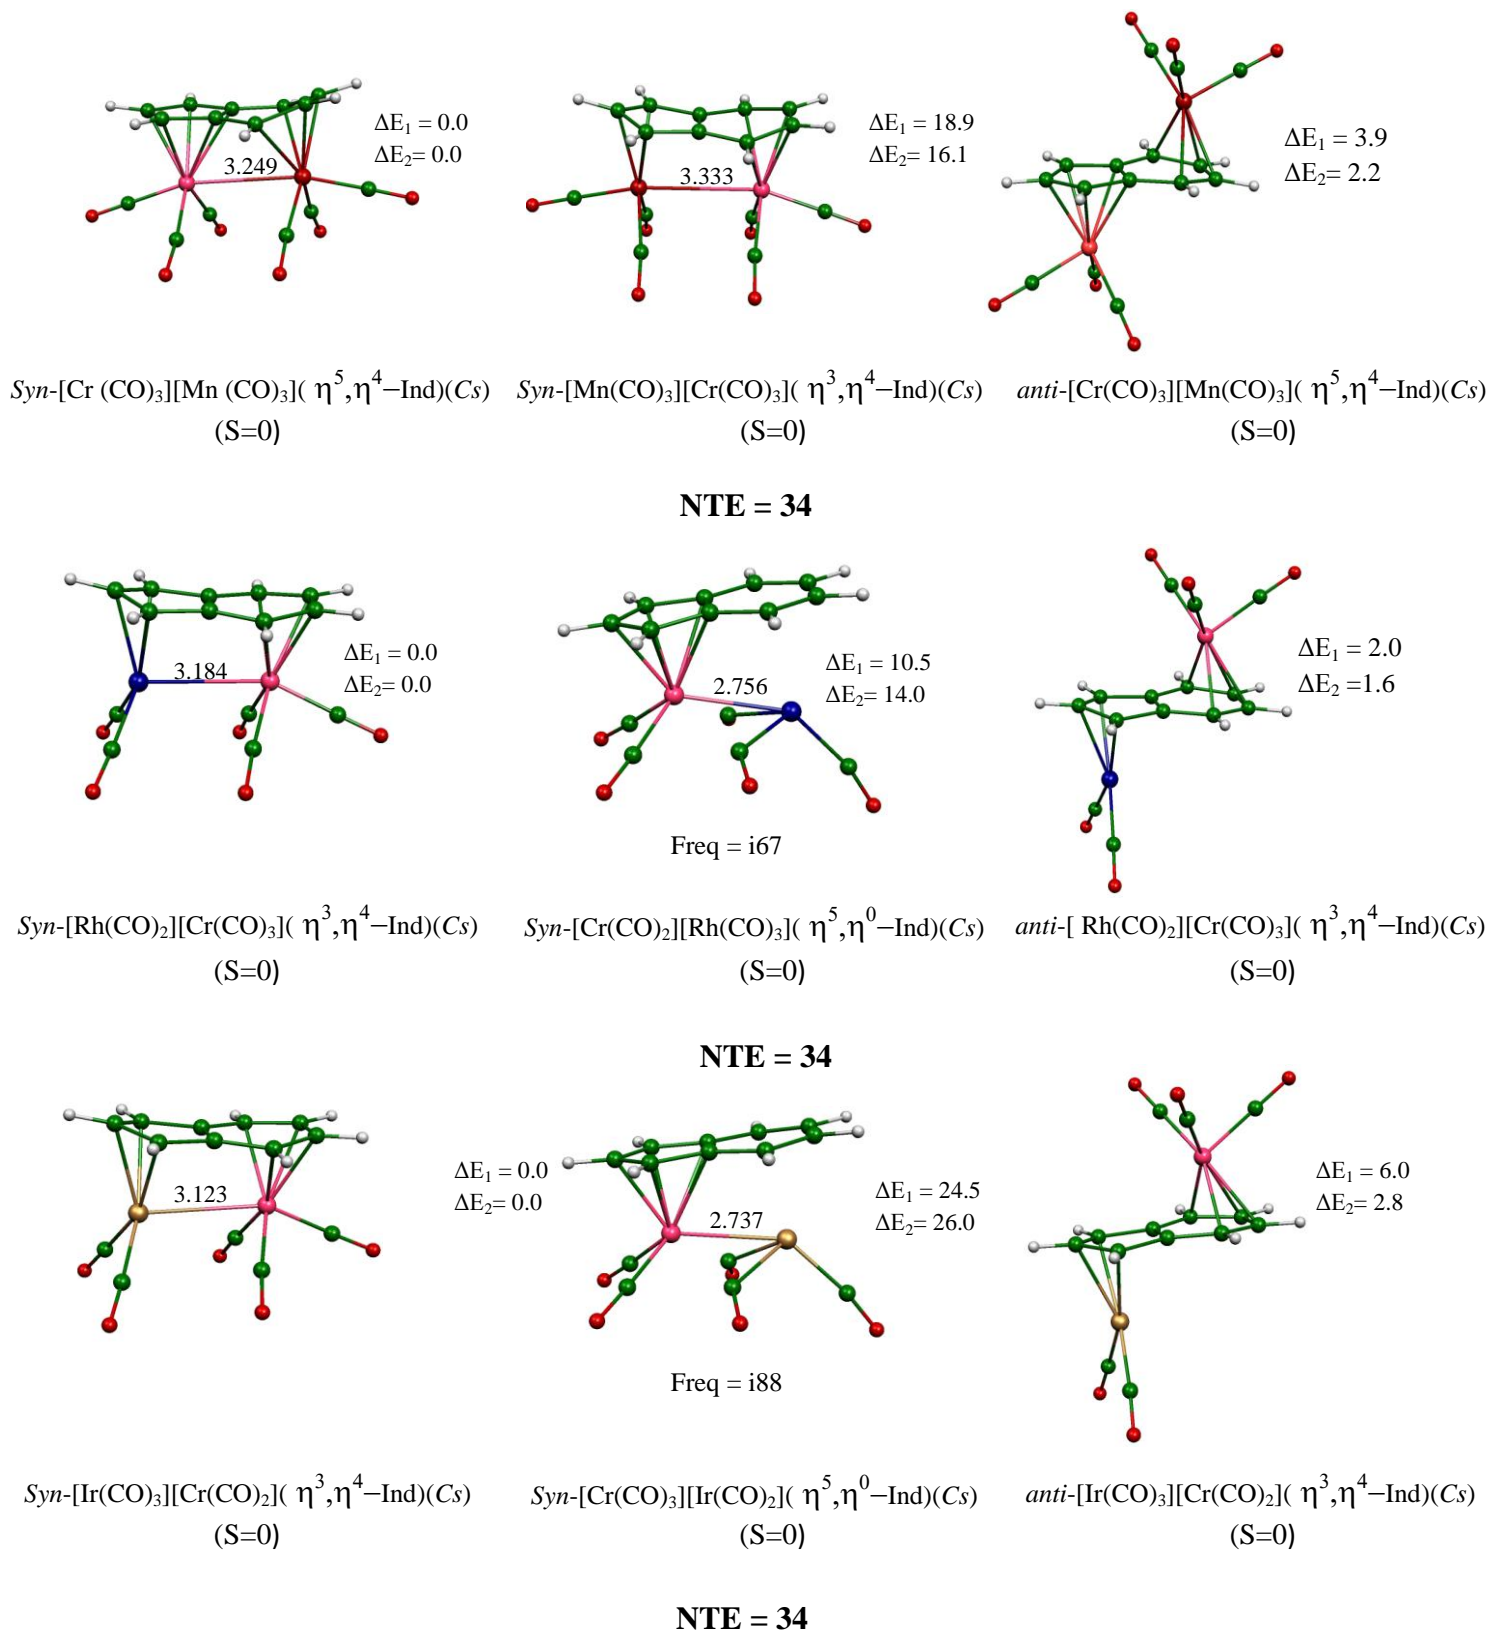 ΔE₁ = 0.0
ΔE₂= 0.0
3.249
ΔE₁ = 18.9
ΔE₂= 16.1
3.333
ΔE₁ = 3.9
ΔE₂= 2.2
Syn-[Cr (CO)₃][Mn (CO)₃]( η⁵,η⁴–Ind)(Cs)
(S=0)
Syn-[Mn(CO)₃][Cr(CO)₃]( η³,η⁴–Ind)(Cs)
(S=0)
anti-[Cr(CO)₃][Mn(CO)₃]( η⁵,η⁴–Ind)(Cs)
(S=0)
NTE = 34
3.184
ΔE₁ = 0.0
ΔE₂= 0.0
2.756
ΔE₁ = 10.5
ΔE₂= 14.0
Freq = i67
ΔE₁ = 2.0
ΔE₂ =1.6
Syn-[Rh(CO)₂][Cr(CO)₃]( η³,η⁴–Ind)(Cs)
(S=0)
Syn-[Cr(CO)₂][Rh(CO)₃]( η⁵,η⁰–Ind)(Cs)
(S=0)
anti-[ Rh(CO)₂][Cr(CO)₃]( η³,η⁴–Ind)(Cs)
(S=0)
NTE = 34
3.123
ΔE₁ = 0.0
ΔE₂= 0.0
2.737
ΔE₁ = 24.5
ΔE₂= 26.0
Freq = i88
ΔE₁ = 6.0
ΔE₂= 2.8
Syn-[Ir(CO)₃][Cr(CO)₂]( η³,η⁴–Ind)(Cs)
(S=0)
Syn-[Cr(CO)₃][Ir(CO)₂]( η⁵,η⁰–Ind)(Cs)
(S=0)
anti-[Ir(CO)₃][Cr(CO)₂]( η³,η⁴–Ind)(Cs)
(S=0)
NTE = 34